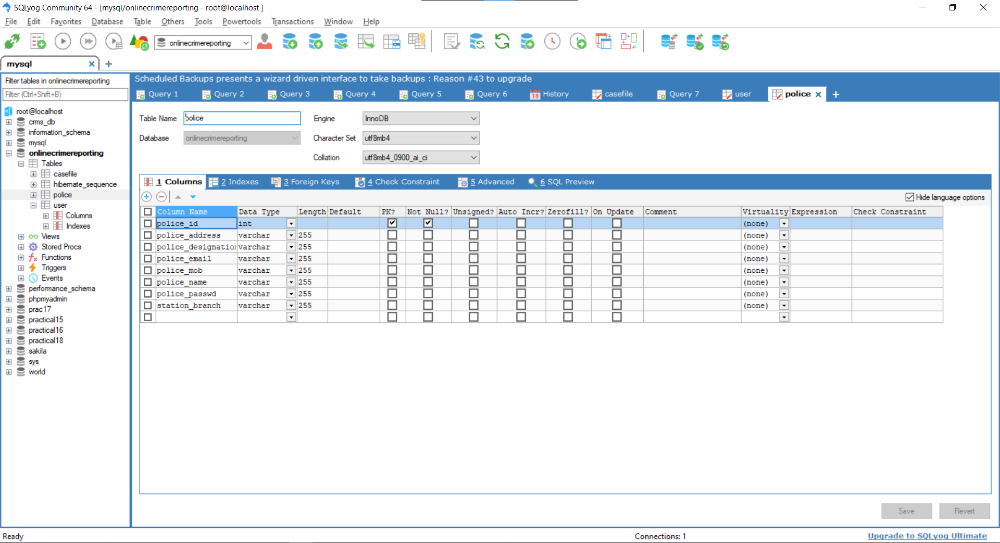 SQLyog Community 64 - [mysql/onlinecrimereporting - root@localhost ]
File Edit Favorites Database Table Others Tools Powertools Transactions Window Help
onlinecrimereporting
mysql
Filter tables in onlinecrimereporting
Filter (Ctrl+Shift+B)
root@localhost
crms_db
information_schema
mysql
onlinecrimereporting
Tables
casefile
hibernate_sequence
police
user
Columns
Indexes
Views
Stored Procs
Functions
Triggers
Events
performance_schema
phpmyadmin
prac17
practical15
practical16
practical18
sakila
sys
world
Scheduled Backups presents a wizard driven interface to take backups : Reason #43 to upgrade
Query 1 Query 2 Query 3 Query 4 Query 5 Query 6 18 History casefile Query 7 user police
Table Name police Engine InnoDB
Database onlinecrimereporting Character Set utf8mb4
Collation utf8mb4_0900_ai_ci
1 Columns 2 Indexes 3 Foreign Keys 4 Check Constraint 5 Advanced 6 SQL Preview
Hide language options
Column Name Data Type Length Default PK? Not Null? Unsigned? Auto Incr? Zerofill? On Update Comment Virtuality Expression Check Constraint
police_id int (none)
police_address varchar 255 (none)
police_designation varchar 255 (none)
police_email varchar 255 (none)
police_mob varchar 255 (none)
police_name varchar 255 (none)
police_passwd varchar 255 (none)
station_branch varchar 255 (none)
Save Revert
Ready Connections: 1 Upgrade to SQLyog Ultimate